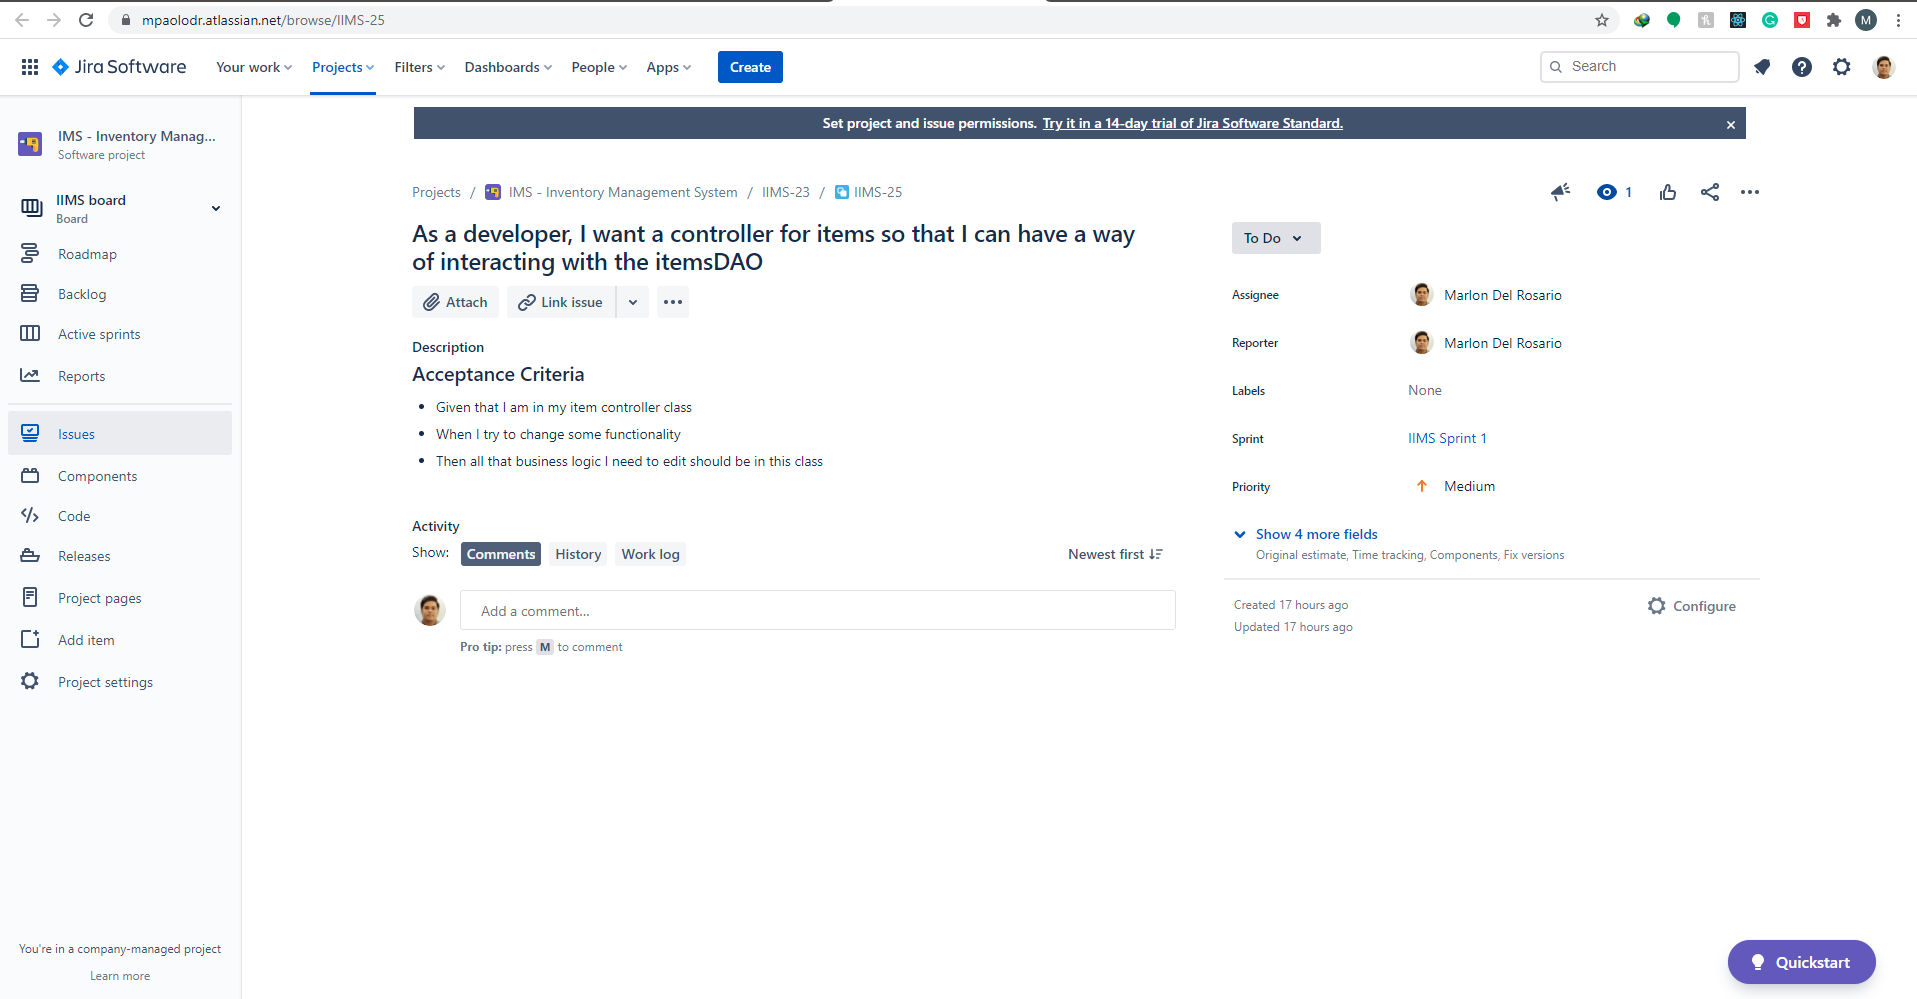 mpaolodr.atlassian.net/browse/IIMS-25
M
Jira Software
Your work
Projects
Filters
Dashboards
People
Apps
Create
Search
IMS - Inventory Manag...
Software project
IIMS board
Board
Roadmap
Backlog
Active sprints
Reports
Issues
Components
Code
Releases
Project pages
Add item
Project settings
You're in a company-managed project
Learn more
Set project and issue permissions. Try it in a 14-day trial of Jira Software Standard.
Projects / IMS - Inventory Management System / IIMS-23 / IIMS-25
1
As a developer, I want a controller for items so that I can have a way
of interacting with the itemsDAO
Attach
Link issue
Description
Acceptance Criteria
• Given that I am in my item controller class
• When I try to change some functionality
• Then all that business logic I need to edit should be in this class
Activity
Show: Comments History Work log
Newest first
Add a comment...
Pro tip: press M to comment
To Do
Assignee
Marlon Del Rosario
Reporter
Marlon Del Rosario
Labels
None
Sprint
IIMS Sprint 1
Priority
Medium
Show 4 more fields
Original estimate, Time tracking, Components, Fix versions
Created 17 hours ago
Updated 17 hours ago
Configure
Quickstart